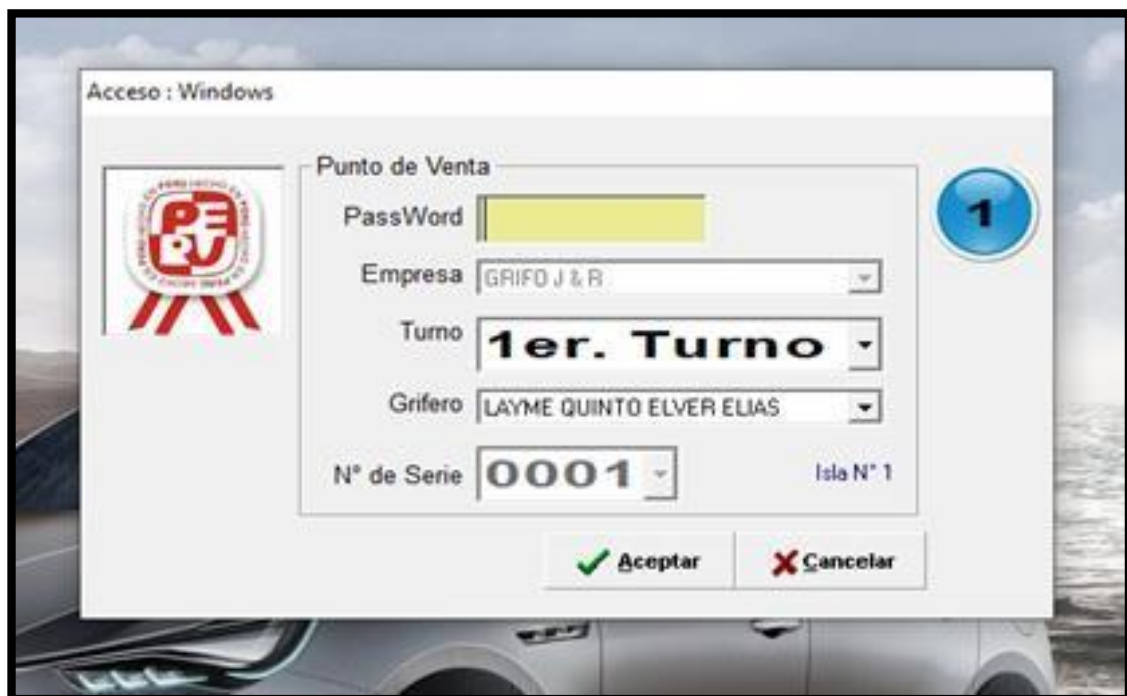 Acceso : Windows
Punto de Venta
PassWord
1
Empresa GRIFO J & R
Turno 1er. Turno
Grifero LAYME QUINTO ELVER ELIAS
N° de Serie 0001
Isla N° 1
Aceptar
Cancelar
PERU